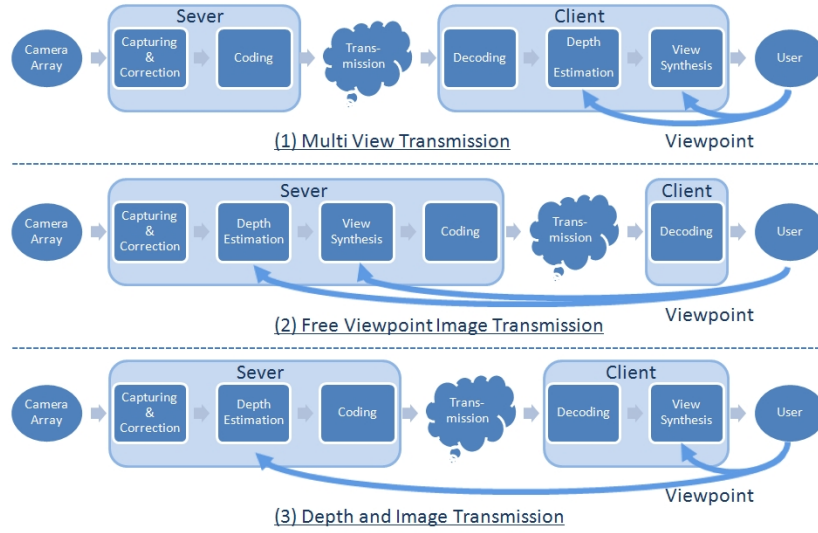 Sever
Client
Camera
Array
Capturing
&
Correction
Coding
Trans-
mission
Decoding
Depth
Estimation
View
Synthesis
User
Viewpoint
(1) Multi View Transmission
Sever
Client
Camera
Array
Capturing
&
Correction
Depth
Estimation
View
Synthesis
Coding
Trans-
mission
Decoding
User
Viewpoint
(2) Free Viewpoint Image Transmission
Sever
Client
Camera
Array
Capturing
&
Correction
Depth
Estimation
Coding
Trans-
mission
Decoding
View
Synthesis
User
Viewpoint
(3) Depth and Image Transmission